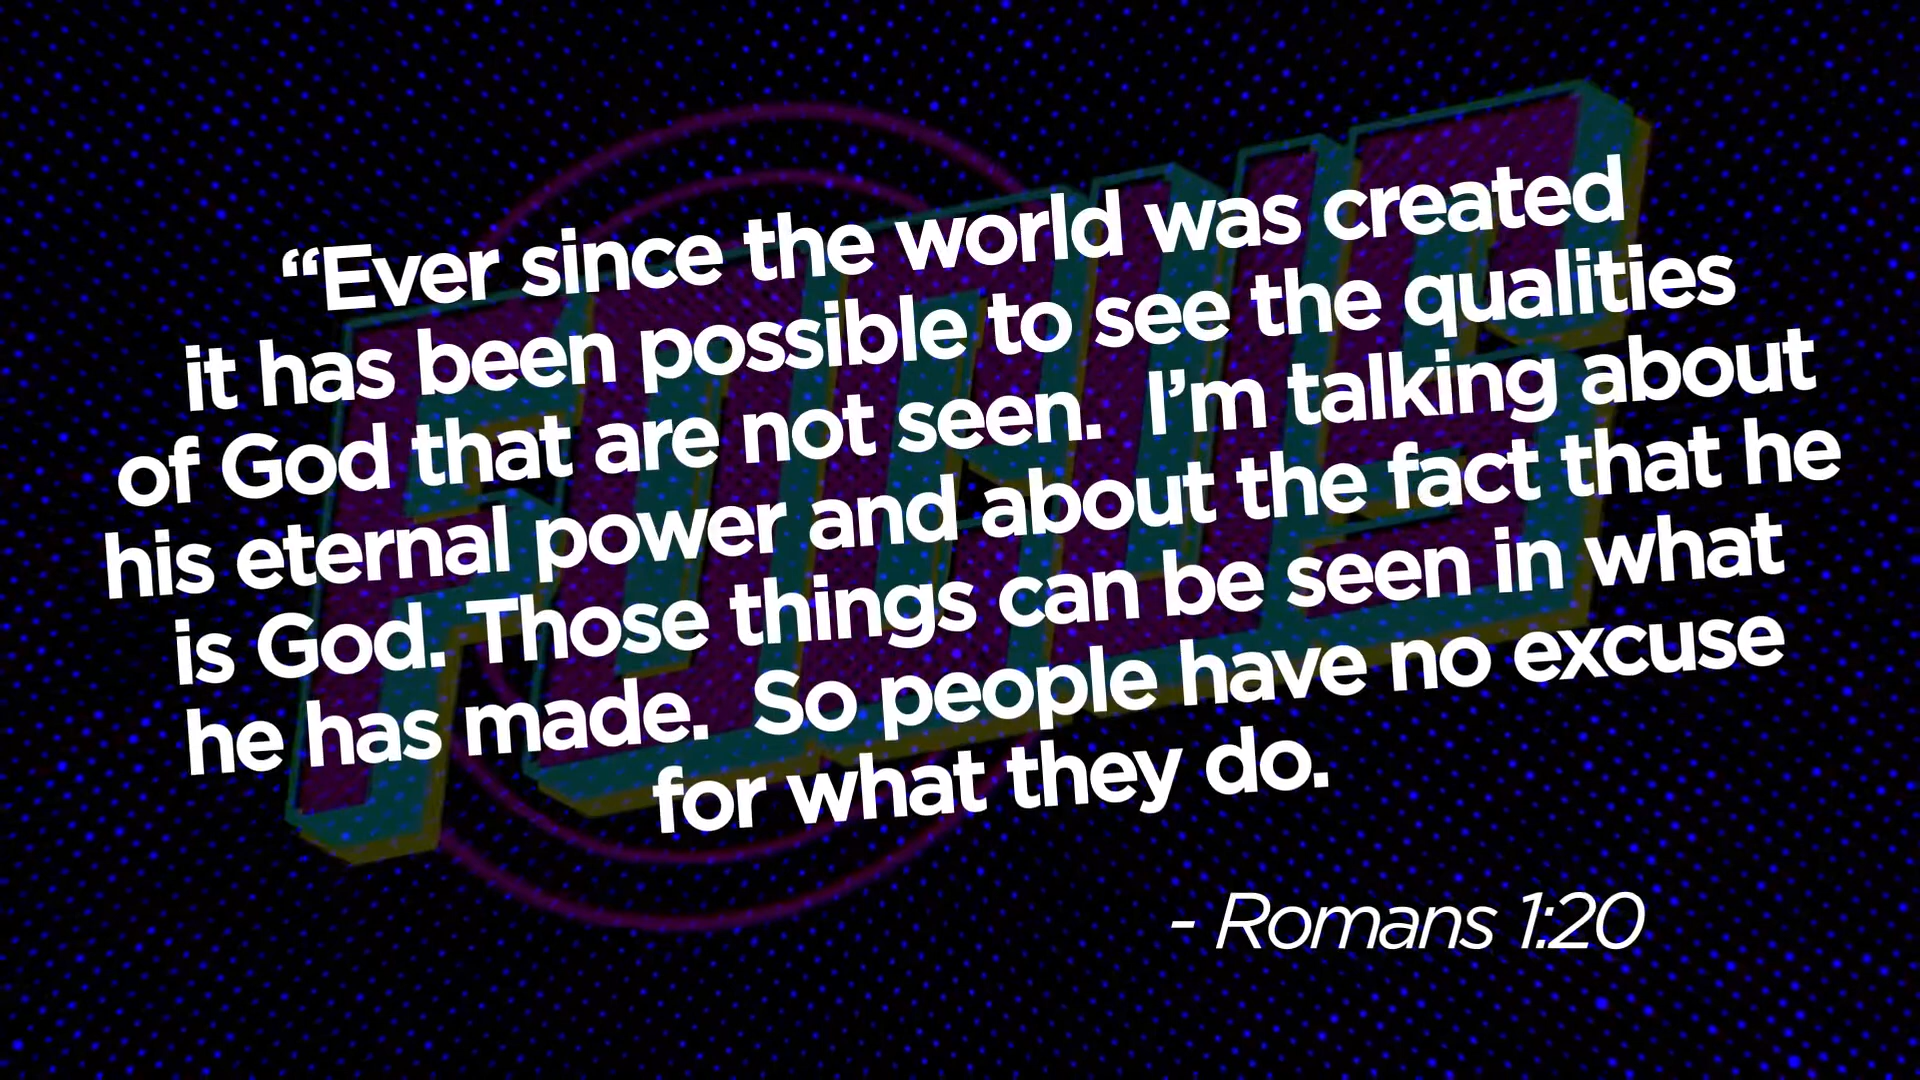 “Ever since the world was created
it has been possible to see the qualities
of God that are not seen.  I’m talking about
his eternal power and about the fact that he
is God. Those things can be seen in what
he has made.  So people have no excuse
for what they do.
- Romans 1:20